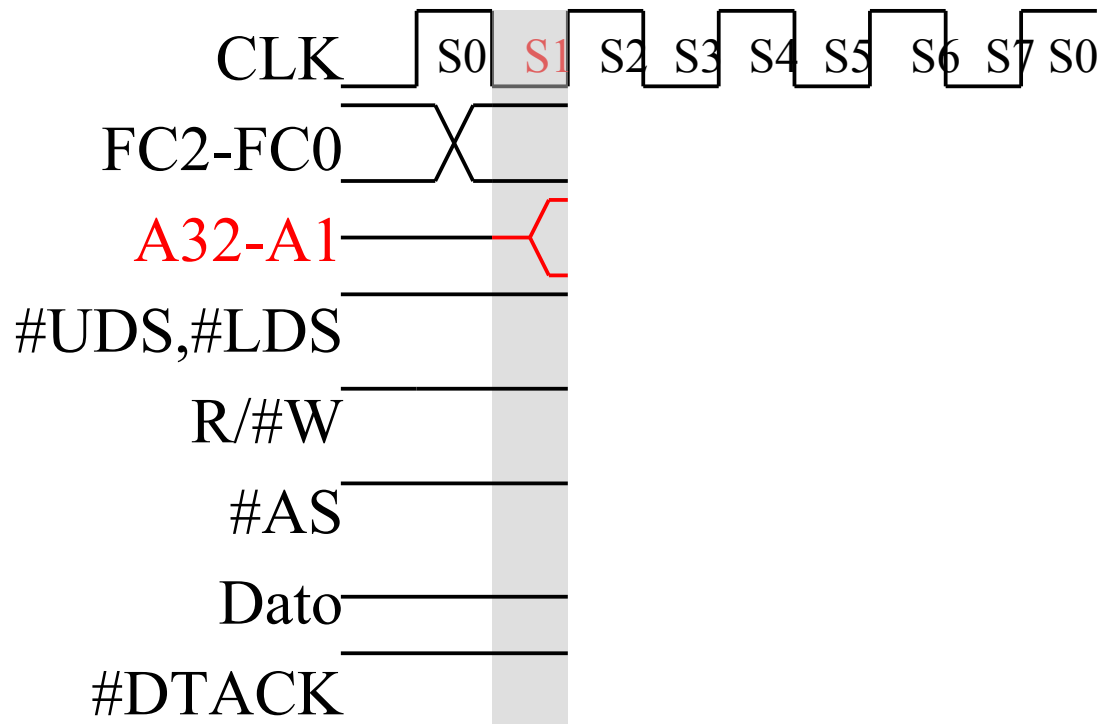 CLK S0 S1 S2 S3 S4 S5 S6 S7 S0
FC2-FC0
A32-A1
#UDS,#LDS
R/#W
#AS
Dato
#DTACK